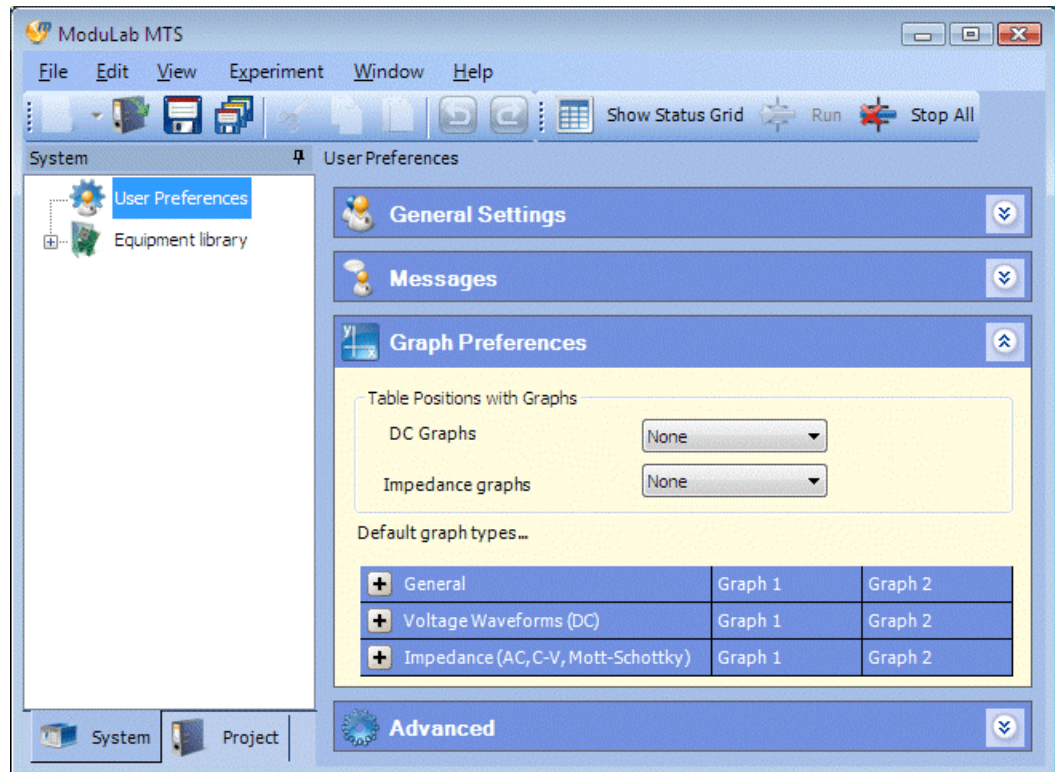 ModuLab MTS
File Edit View Experiment Window Help
Show Status Grid Run Stop All
System
User Preferences
Equipment library
System Project
User Preferences
General Settings
Messages
y x Graph Preferences
Table Positions with Graphs
DC Graphs None
Impedance graphs None
Default graph types...
General Graph 1 Graph 2
Voltage Waveforms (DC) Graph 1 Graph 2
Impedance (AC, C-V, Mott-Schottky) Graph 1 Graph 2
Advanced